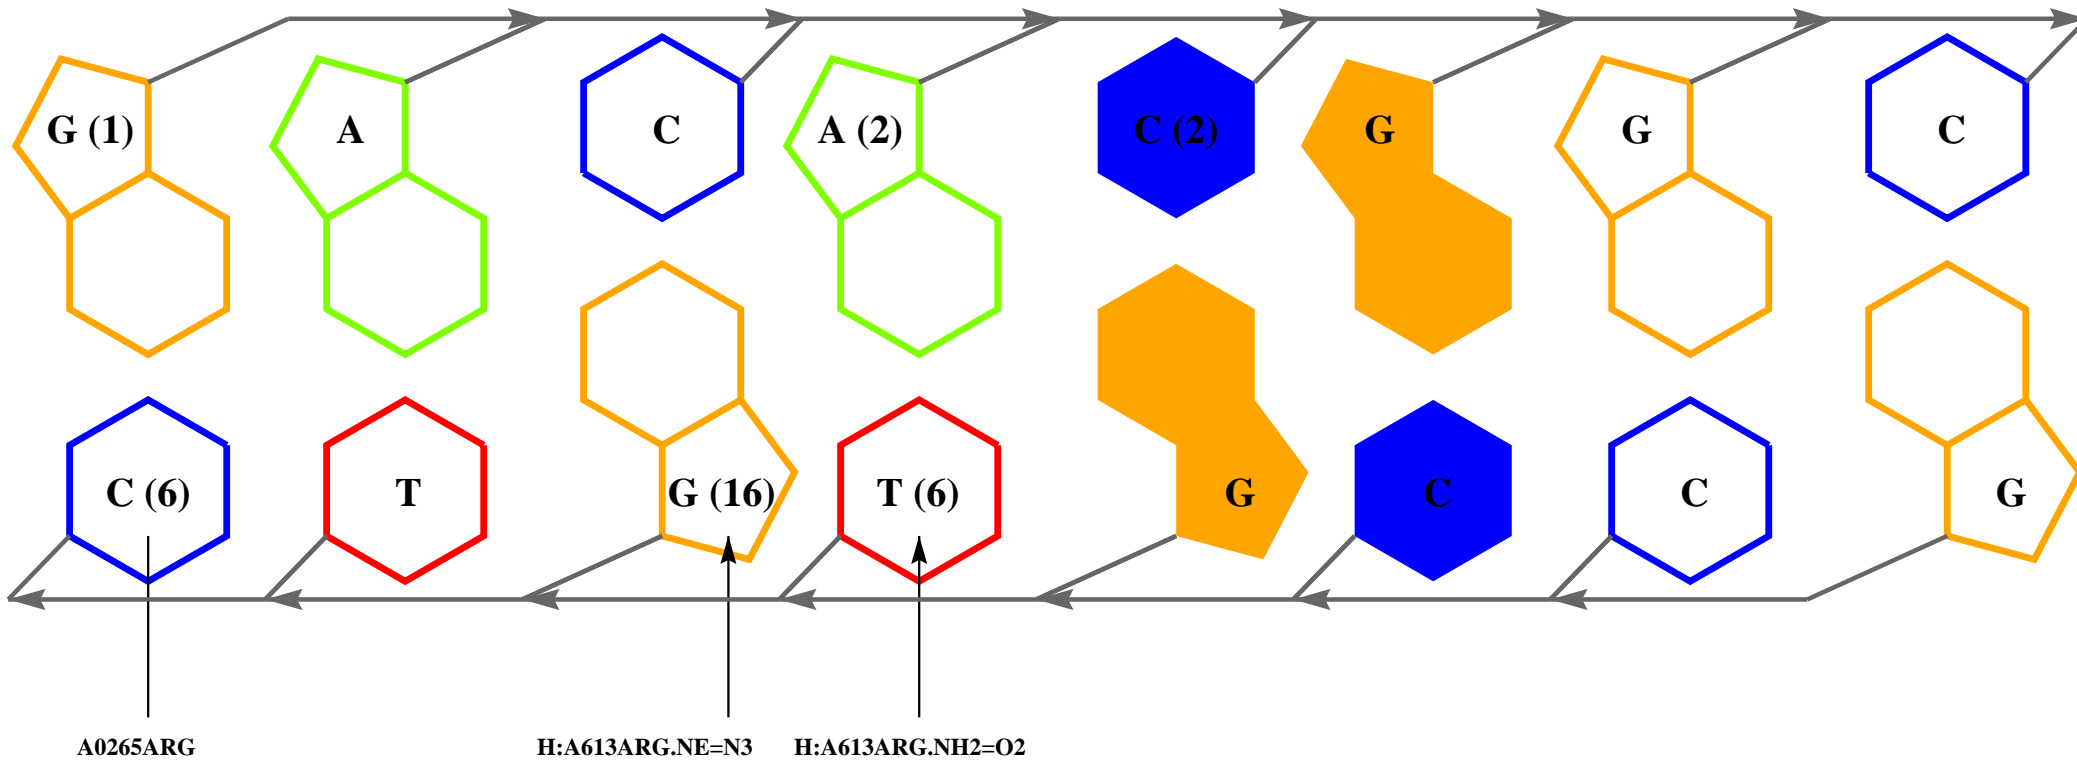 G (1) A C A (2) C (2) G G C
C (6) T G (16) T (6) G C C G
A0265ARG H:A613ARG.NE=N3 H:A613ARG.NH2=O2